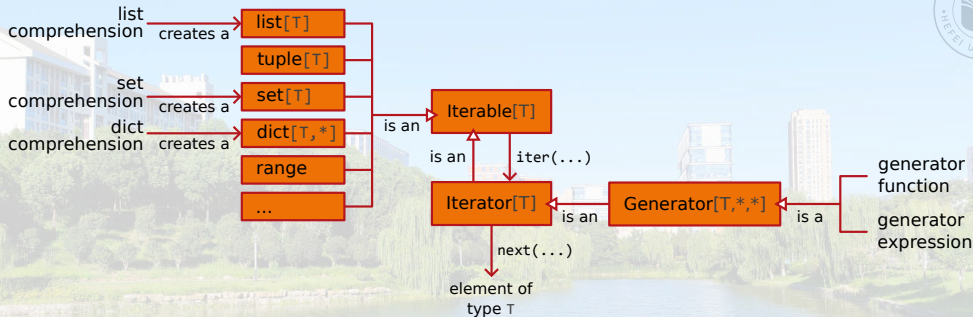 list
comprehension
creates a
list[T]
tuple[T]
set
comprehension
creates a
set[T]
dict
comprehension
creates a
dict[T,*]
range
...
is an
Iterable[T]
is an
iter(...)
Iterator[T]
is an
Generator[T,*,*]
is a
generator
function
generator
expression
next(...)
element of
type T
HEFEI